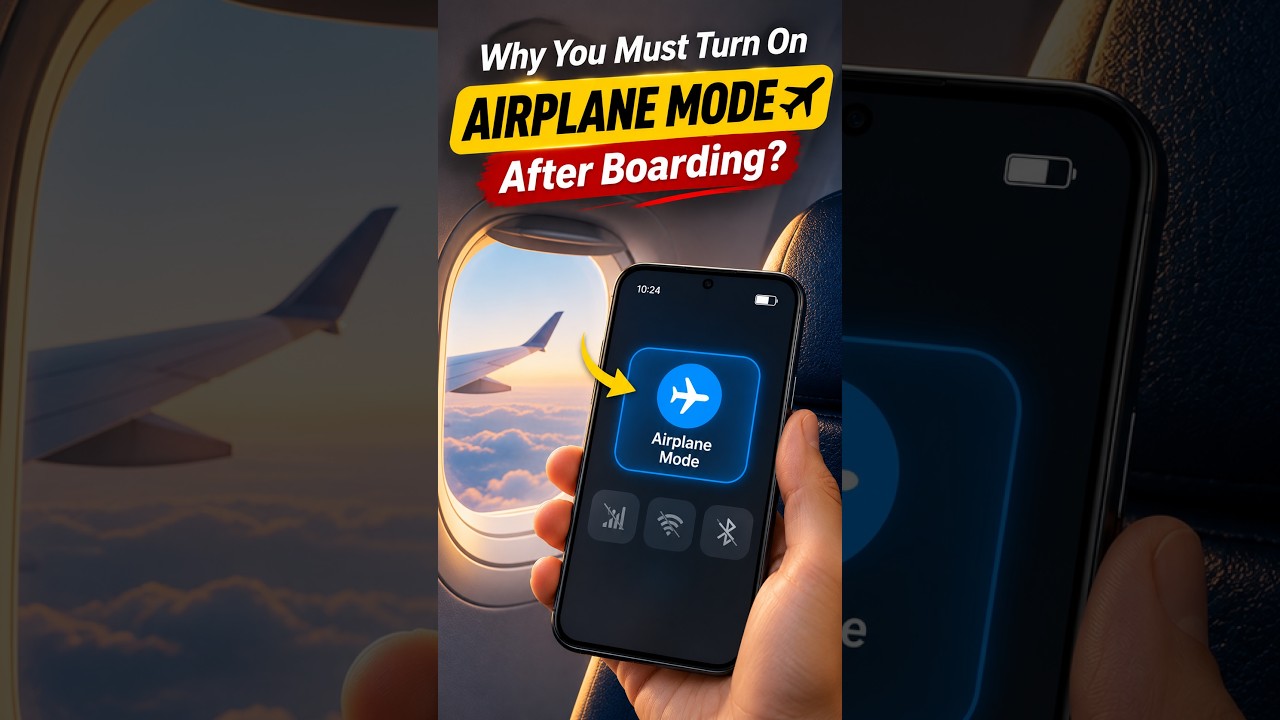 Why You Must Turn On
AIRPLANE MODE
After Boarding?
10:24
Airplane
Mode
e